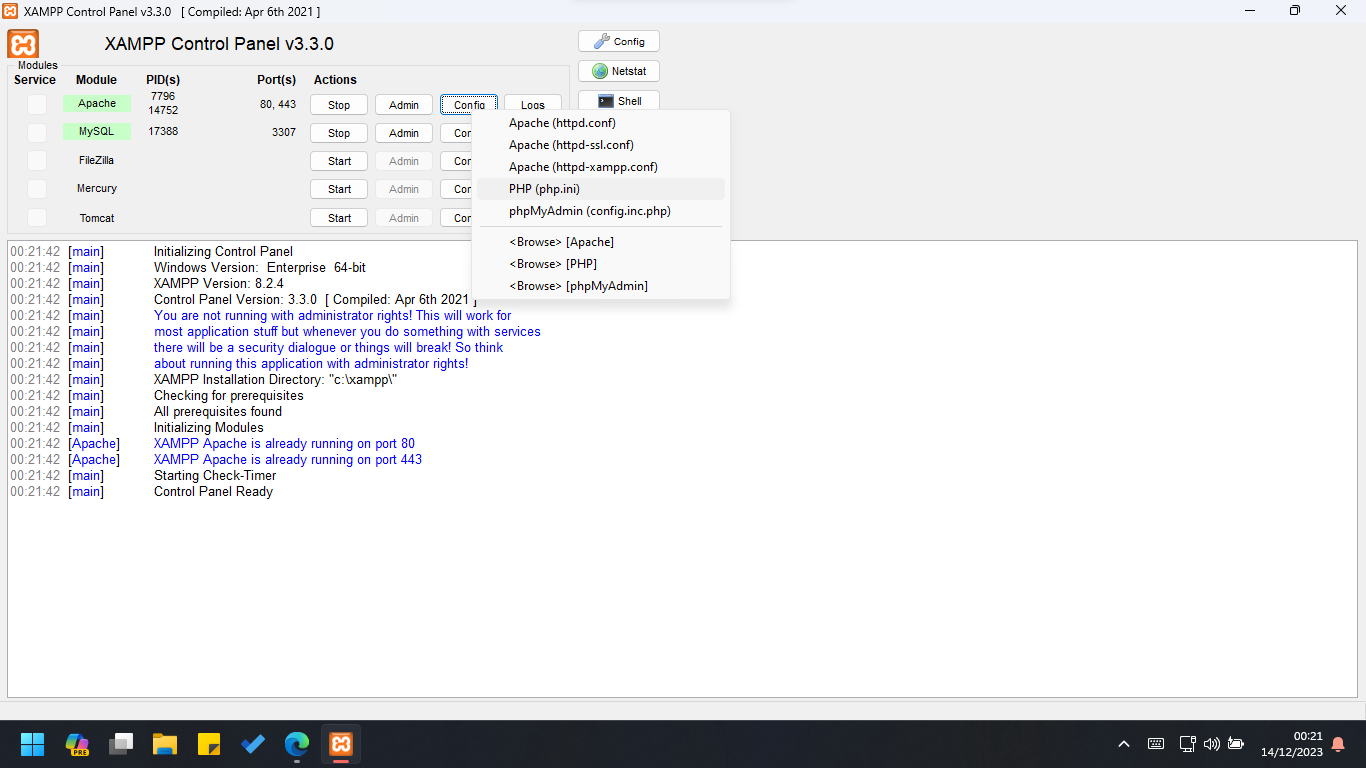 XAMPP Control Panel v3.3.0 [ Compiled: Apr 6th 2021 ]
XAMPP Control Panel v3.3.0
Config
Netstat
Shell
Modules
Service Module PID(s) Port(s) Actions
Apache 7796 80, 443 Stop Admin Config Logs
14752
MySQL 17388 3307 Stop Admin
FileZilla Start Admin
Mercury Start Admin
Tomcat Start Admin
Apache (httpd.conf)
Apache (httpd-ssl.conf)
Apache (httpd-xampp.conf)
PHP (php.ini)
phpMyAdmin (config.inc.php)
<Browse> [Apache]
<Browse> [PHP]
<Browse> [phpMyAdmin]
00:21:42 [main] Initializing Control Panel
00:21:42 [main] Windows Version: Enterprise 64-bit
00:21:42 [main] XAMPP Version: 8.2.4
00:21:42 [main] Control Panel Version: 3.3.0 [ Compiled: Apr 6th 2021 ]
00:21:42 [main] You are not running with administrator rights! This will work for
00:21:42 [main] most application stuff but whenever you do something with services
00:21:42 [main] there will be a security dialogue or things will break! So think
00:21:42 [main] about running this application with administrator rights!
00:21:42 [main] XAMPP Installation Directory: "c:\xampp\"
00:21:42 [main] Checking for prerequisites
00:21:42 [main] All prerequisites found
00:21:42 [main] Initializing Modules
00:21:42 [Apache] XAMPP Apache is already running on port 80
00:21:42 [Apache] XAMPP Apache is already running on port 443
00:21:42 [main] Starting Check-Timer
00:21:42 [main] Control Panel Ready
PRE
00:21
14/12/2023